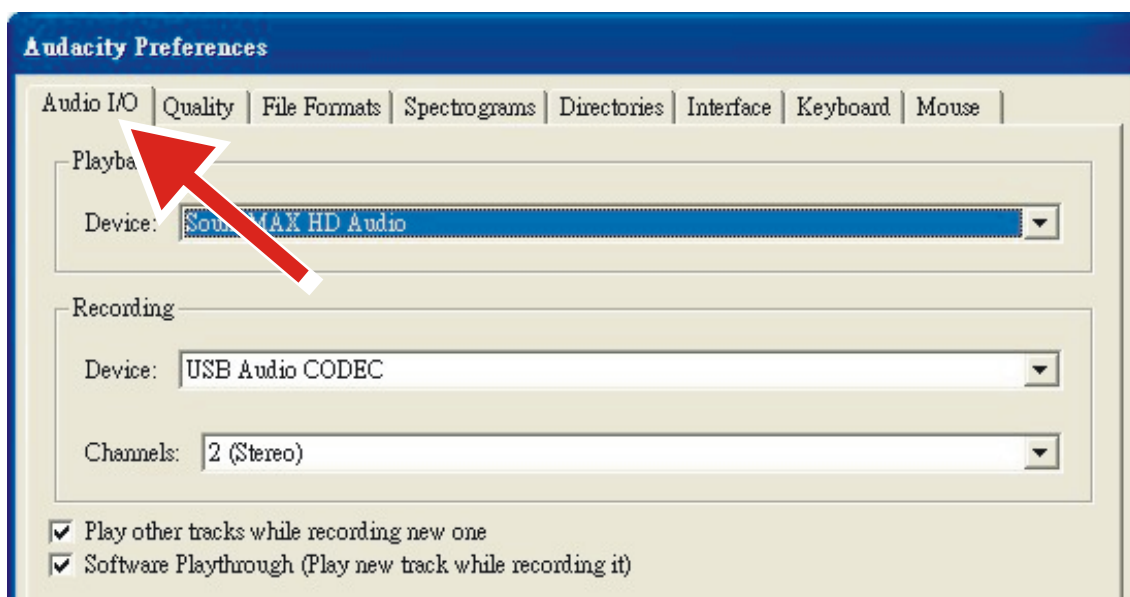 Audacity Preferences
Audio I/O Quality File Formats Spectrograms Directories Interface Keyboard Mouse
Device: MAX HD Audio
Recording
Device: USB Audio CODEC
Channels: 2 (Stereo)
Play other tracks while recording new one
Software Playthrough (Play new track while recording it)